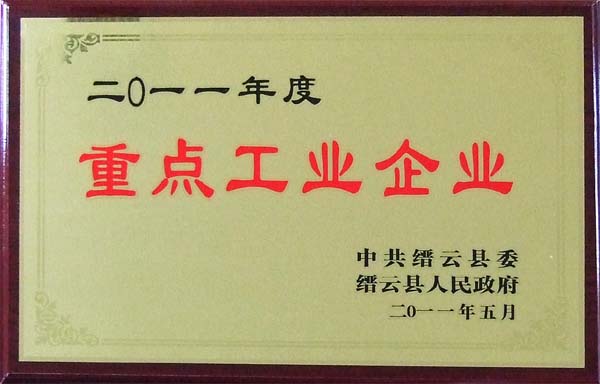 二〇一一年度
重点工业企业
中共缙云县委
缙云县人民政府
二〇一一年五月